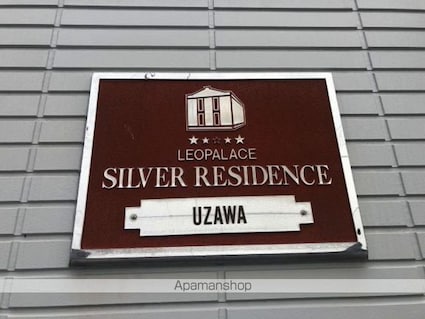 LEOPALACE
SILVER RESIDENCE
UZAWA
Apamanshop